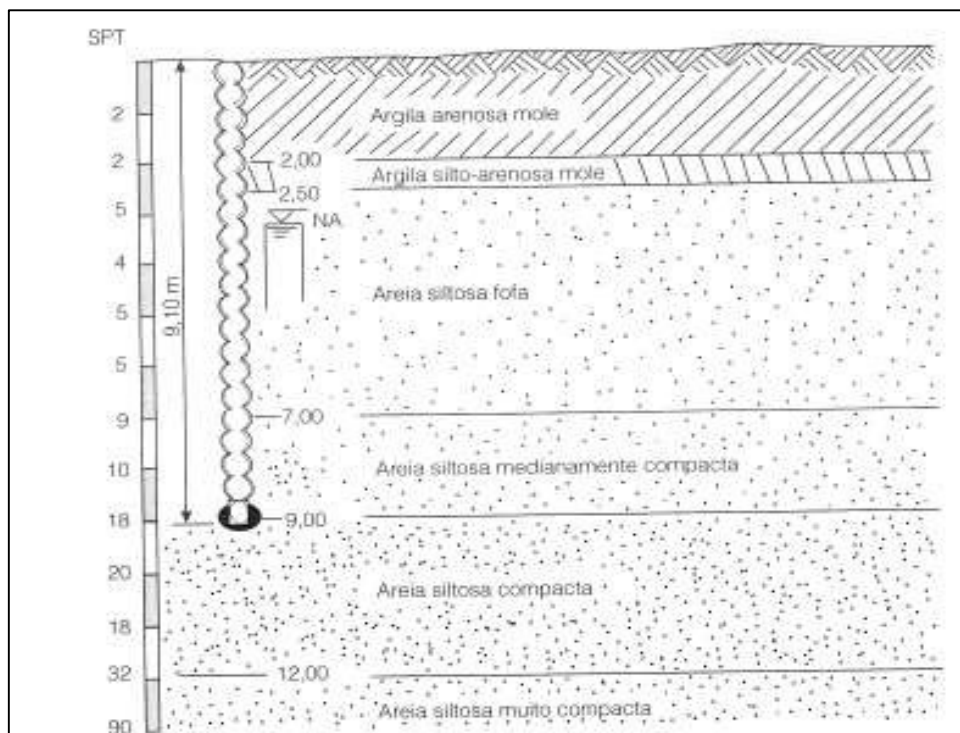 SPT
2
Argila arenosa mole
2
2,00
Argila silto-arenosa mole
2,50
5
NA
4
Areia siltosa fofa
9,10 m
5
5
9
7,00
10
Areia siltosa medianamente compacta
18
9,00
20
Areia siltosa compacta
18
32
12,00
Areia siltosa muito compacta
90